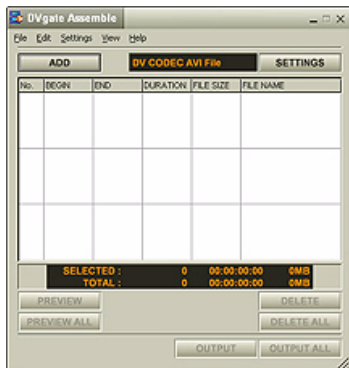 DVgate Assemble
File Edit Settings View Help
ADD DV CODEC AVI File SETTINGS
No. BEGIN END DURATION FILE SIZE FILE NAME
SELECTED : 0 00:00:00:00 0MB
TOTAL : 0 00:00:00:00 0MB
PREVIEW DELETE
PREVIEW ALL DELETE ALL
OUTPUT OUTPUT ALL